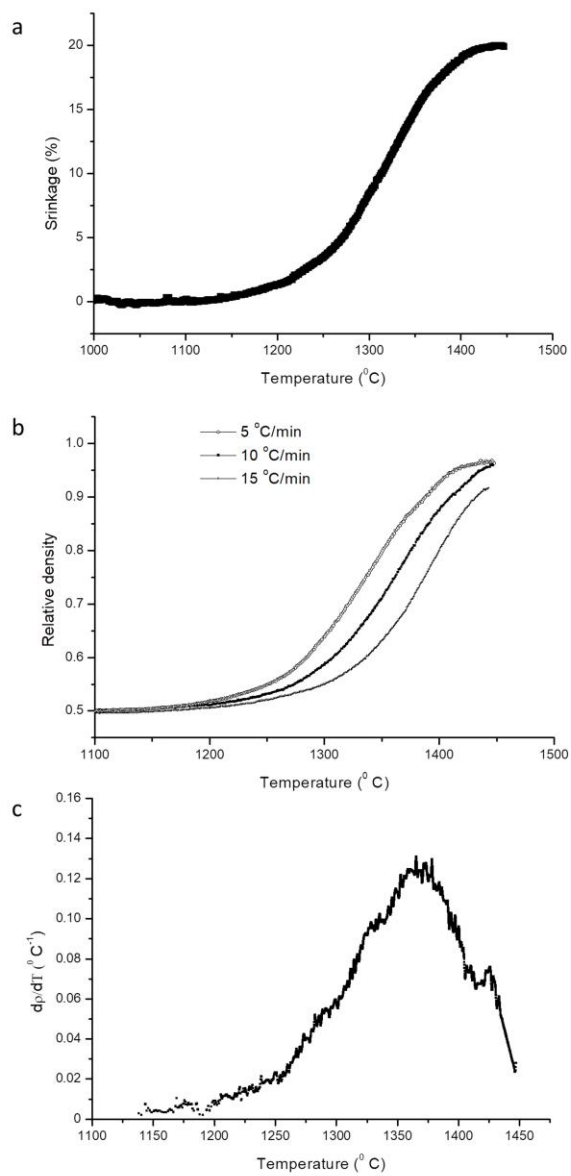 a
20
15
10
5
0
Srinkage (%)
1000 1100 1200 1300 1400 1500
Temperature (⁰C)
b
5 °C/min
10 °C/min
15 °C/min
1.0
0.9
0.8
0.7
0.6
0.5
Relative density
1100 1200 1300 1400 1500
Temperature (⁰ C)
c
0.16
0.14
0.12
0.10
0.08
0.06
0.04
0.02
0
dρ/dT (⁰ C⁻¹)
1100 1150 1200 1250 1300 1350 1400 1450
Temperature (⁰ C)